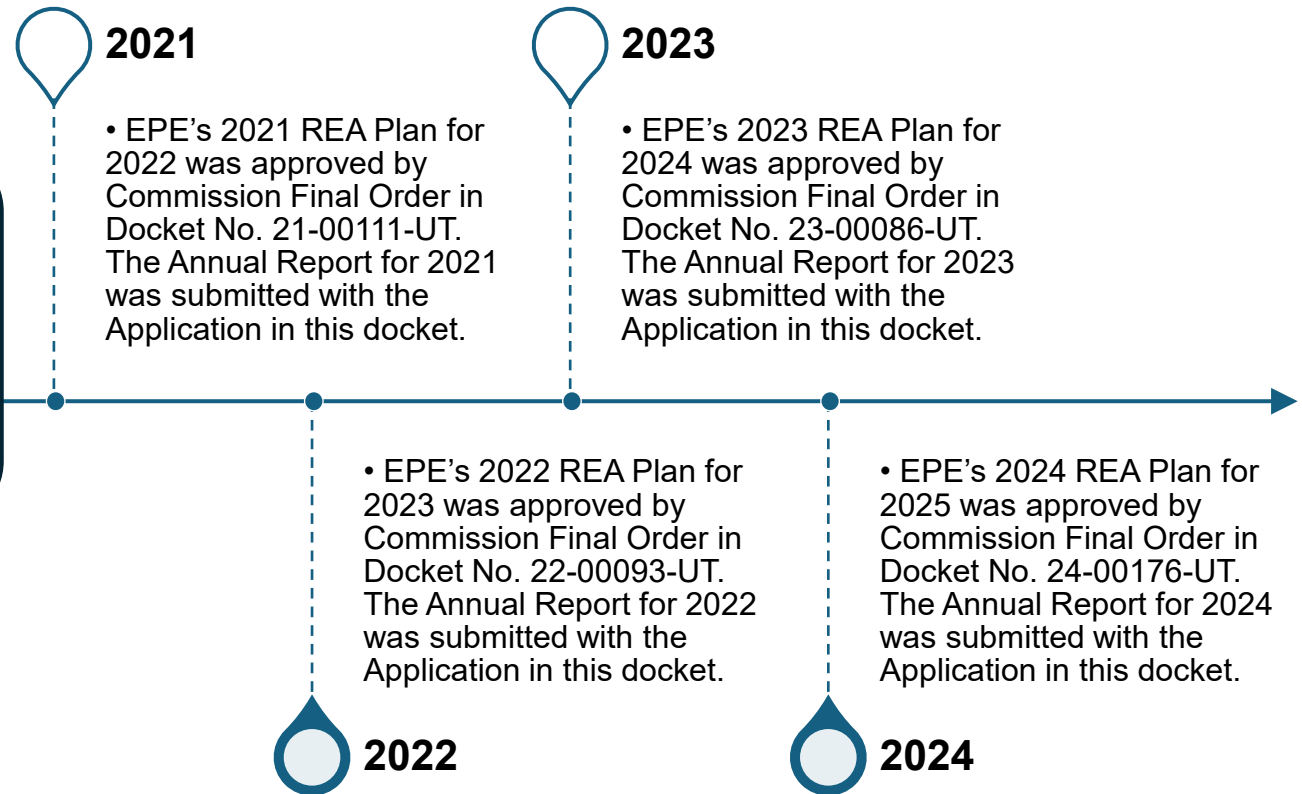 2021
• EPE’s 2021 REA Plan for
2022 was approved by
Commission Final Order in
Docket No. 21-00111-UT.
The Annual Report for 2021
was submitted with the
Application in this docket.
2023
• EPE’s 2023 REA Plan for
2024 was approved by
Commission Final Order in
Docket No. 23-00086-UT.
The Annual Report for 2023
was submitted with the
Application in this docket.
• EPE’s 2022 REA Plan for
2023 was approved by
Commission Final Order in
Docket No. 22-00093-UT.
The Annual Report for 2022
was submitted with the
Application in this docket.
2022
• EPE’s 2024 REA Plan for
2025 was approved by
Commission Final Order in
Docket No. 24-00176-UT.
The Annual Report for 2024
was submitted with the
Application in this docket.
2024